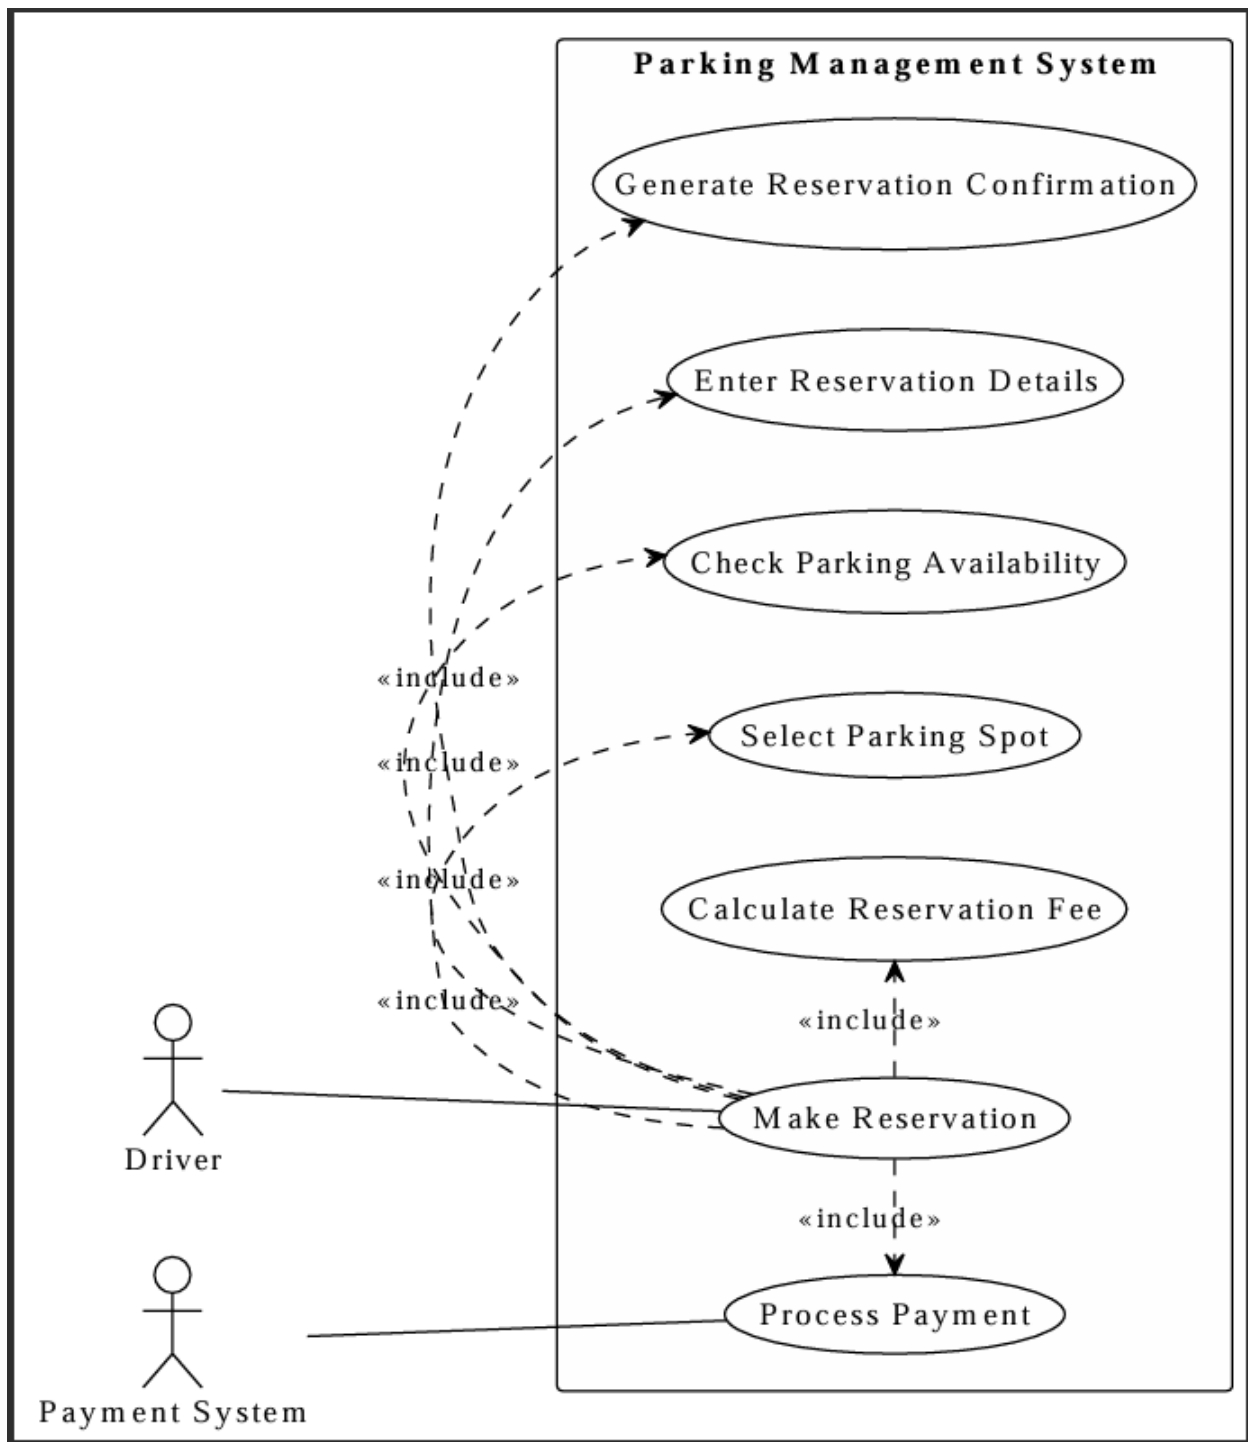 Parking Management System
Generate Reservation Confirmation
Enter Reservation Details
Check Parking Availability
«include»
Select Parking Spot
«include»
«include»
Calculate Reservation Fee
«include»
«include»
Make Reservation
Driver
«include»
Process Payment
Payment System